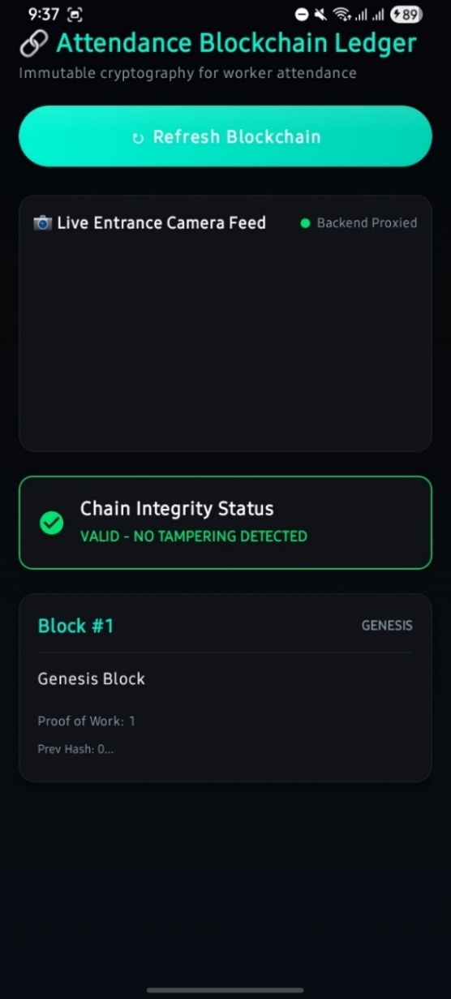 9:37
89
Attendance Blockchain Ledger
Immutable cryptography for worker attendance
↻ Refresh Blockchain
Live Entrance Camera Feed
Backend Proxied
Chain Integrity Status
VALID - NO TAMPERING DETECTED
Block #1
GENESIS
Genesis Block
Proof of Work: 1
Prev Hash: 0...